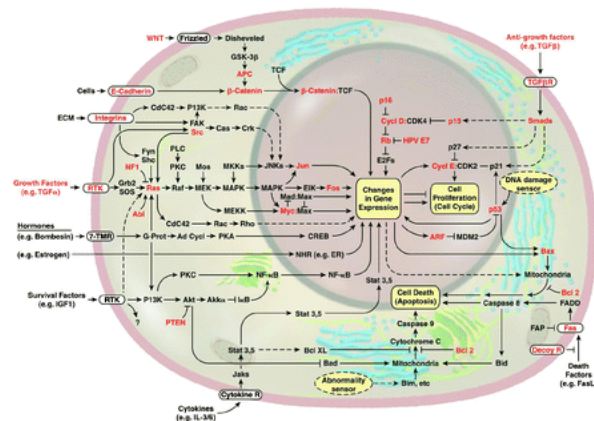 WNT Frizzled Disheveled
GSK-3β
APC
Cells E-Cadherin β-Catenin β-Catenin:TCF
TCF
Anti-growth factors
(e.g. TGFβ)
TGFβR
CdC42 P13K Rac
ECM Integrins
FAK
Src Cas Crk
p16
Cycl D:CDK4 p15 Smads
Rb HPV E7
E2Fs
p27
Cycl E:CDK2 p21
Fyn
Shc
PLC
NF1 PKC Mos MKKs JNKs Jun
Growth Factors
(e.g. TGFα)
RTK Grb2
SOS
Ras Raf MEK MAPK MAPK ElK Fos
Mad:Max
MEKK Myc:Max
Abl
CdC42 Rac Rho
Changes
in Gene
Expression
Cell
Proliferation
(Cell Cycle)
DNA damage
sensor
p53
ARF MDM2
Bax
Hormones
(e.g. Bombesin) 7-TMR G-Prot Ad Cycl PKA CREB
(e.g. Estrogen) NHR (e.g. ER)
PKC NF-κB NF-κB
Mitochondria
Survival Factors
(e.g. IGF1)
RTK P13K Akt Akkα IκB
?
PTEN
Stat 3,5
Stat 3,5
Cell Death
(Apoptosis)
Bcl 2
Caspase 8 FADD
Caspase 9
FAP Fas
Cytochrome C
Stat 3,5 Bcl XL Bcl 2 Decoy R
Bad Mitochondria Bid
Jaks
Abnormality
sensor
Bim, etc
Death
Factors
(e.g. FasL)
Cytokine R
Cytokines
(e.g. IL-3/6)